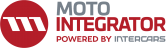 MOTO
INTEGRATOR
POWERED BY INTERCARS